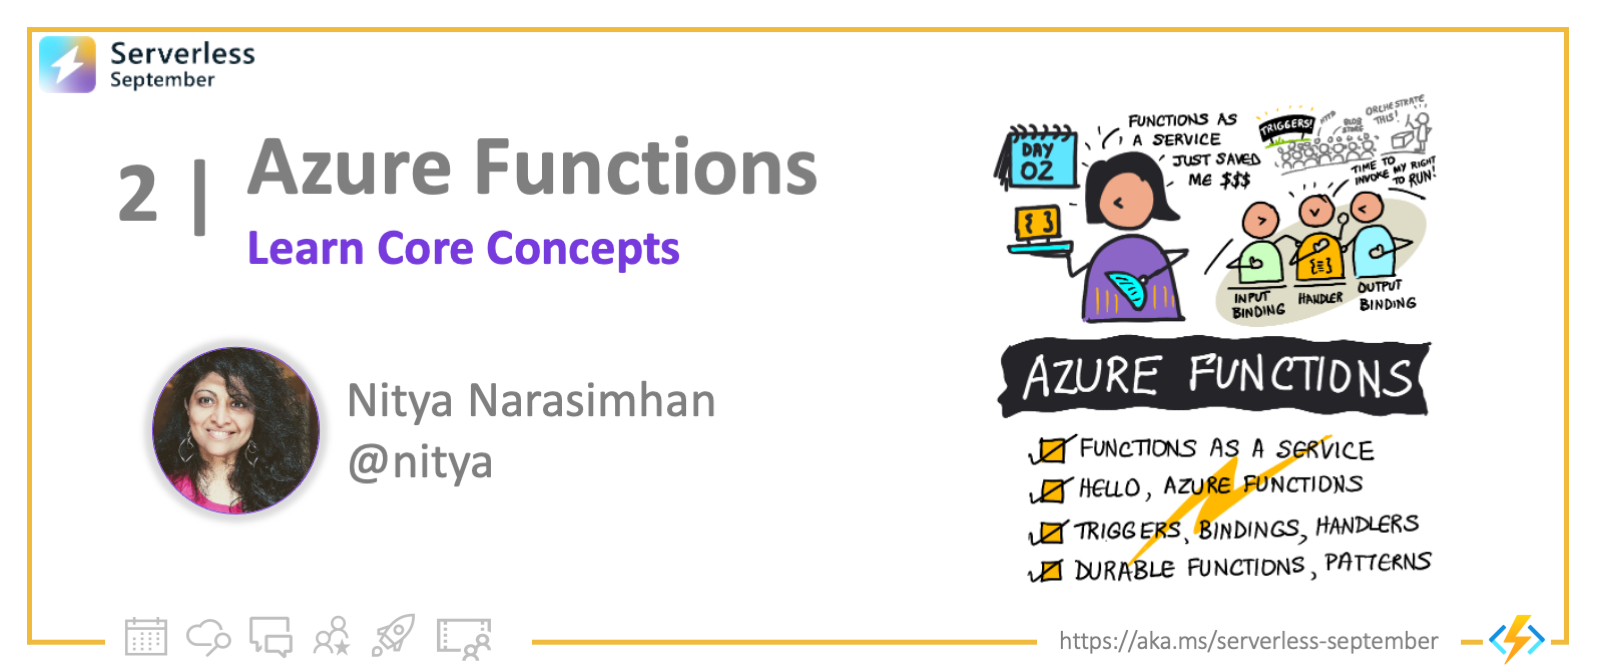 Serverless
September
2 |
Azure Functions
Learn Core Concepts
Nitya Narasimhan
@nitya
DAY
02
FUNCTIONS AS
A SERVICE
JUST SAVED
ME $$$
{ }
TRIGGERS!
HTTP
BLOB
STORE
ORCHESTRATE
THIS!
TIME TO
INVOKE MY RIGHT
TO RUN!
INPUT
BINDING
HANDLER
OUTPUT
BINDING
AZURE FUNCTIONS
FUNCTIONS AS A SERVICE
HELLO, AZURE FUNCTIONS
TRIGGERS, BINDINGS, HANDLERS
DURABLE FUNCTIONS, PATTERNS
https://aka.ms/serverless-september